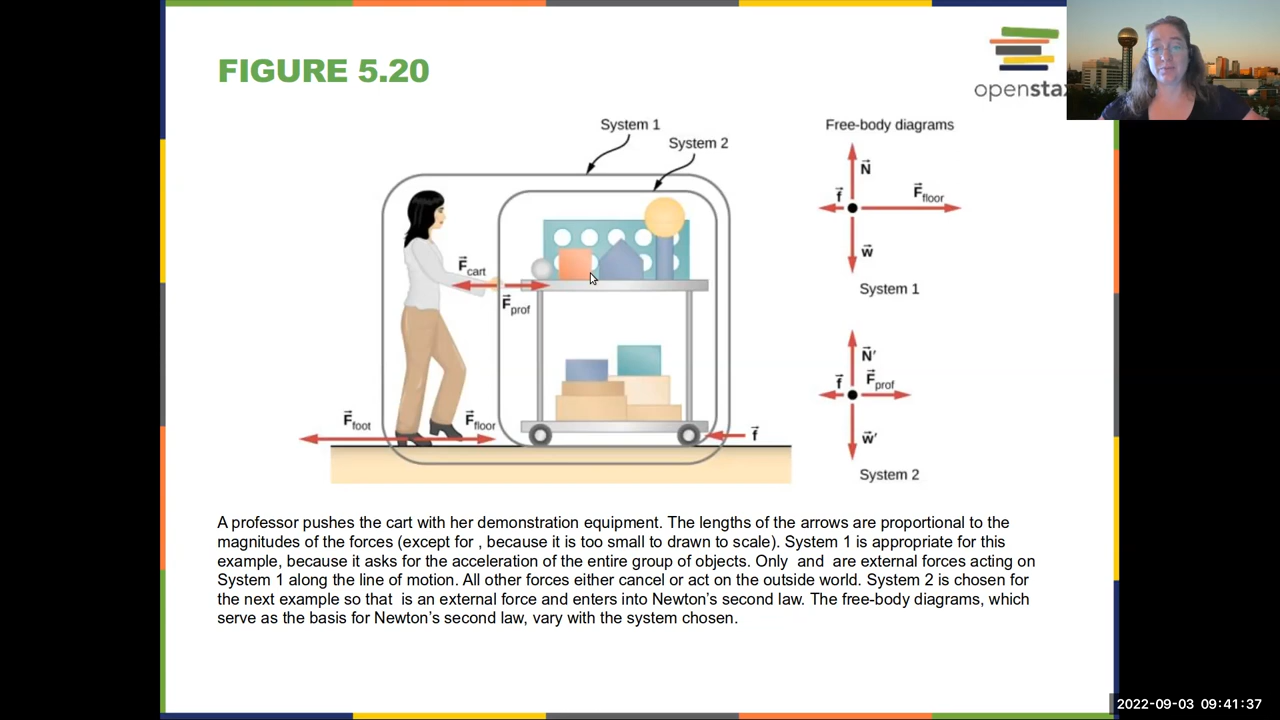 FIGURE 5.20
openstax
System 1
System 2
Free-body diagrams
N
f
F floor
w
System 1
F cart
F prof
N'
f
F prof
w'
System 2
F foot
F floor
f
A professor pushes the cart with her demonstration equipment. The lengths of the arrows are proportional to the
magnitudes of the forces (except for , because it is too small to drawn to scale). System 1 is appropriate for this
example, because it asks for the acceleration of the entire group of objects. Only  and  are external forces acting on
System 1 along the line of motion. All other forces either cancel or act on the outside world. System 2 is chosen for
the next example so that  is an external force and enters into Newton’s second law. The free-body diagrams, which
serve as the basis for Newton’s second law, vary with the system chosen.
2022-09-03 09:41:37